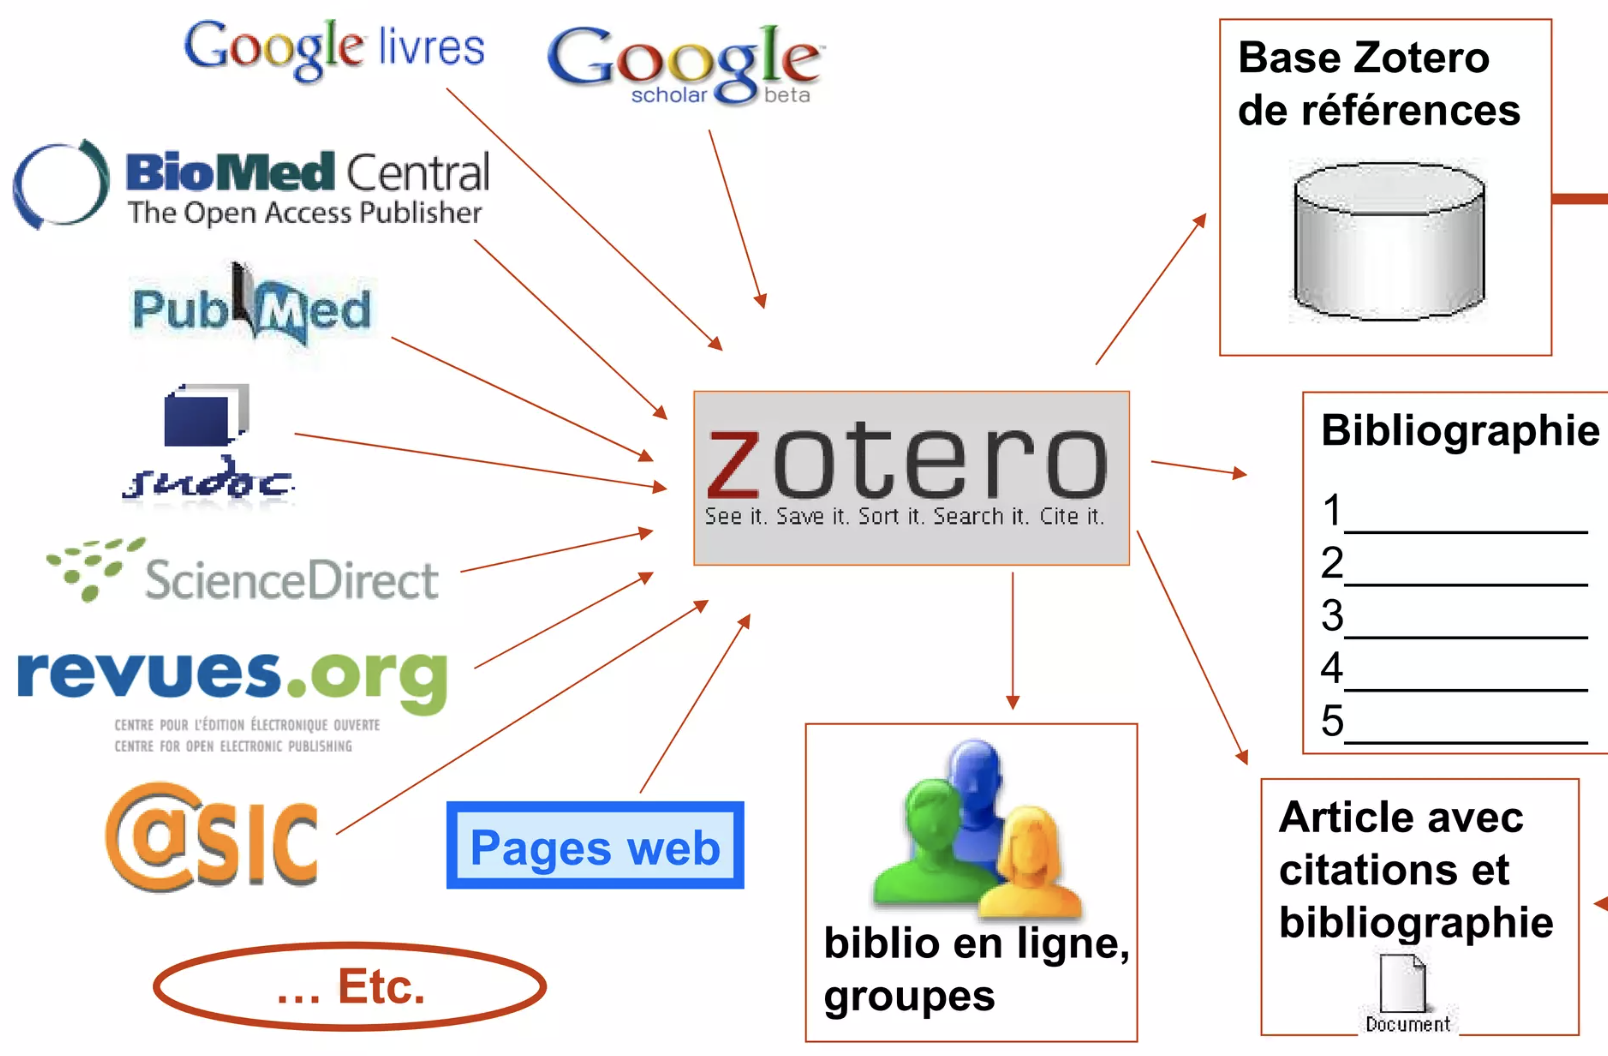 Google livres
Google
scholar beta
BioMed Central
The Open Access Publisher
PubMed
sudoc
ScienceDirect
revues.org
CENTRE POUR L'ÉDITION ÉLECTRONIQUE OUVERTE
CENTRE FOR OPEN ELECTRONIC PUBLISHING
@SIC
Pages web
... Etc.
zotero
See it. Save it. Sort it. Search it. Cite it.
biblio en ligne,
groupes
Base Zotero
de références
Bibliographie
1
2
3
4
5
Article avec
citations et
bibliographie
Document